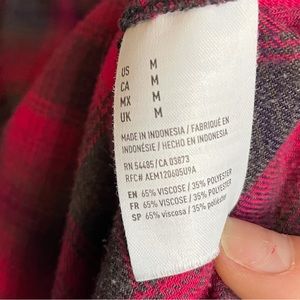 US M
CA M
MX M
UK M
MADE IN INDONESIA / FABRIQUÉ EN
INDONÉSIE / HECHO EN INDONESIA
RN 54485 / CA 03873
RFC# AEM120605U9A
EN 65% VISCOSE / 35% POLYESTER
FR 65% VISCOSE / 35% POLYESTER
SP 65% viscosa / 35% poliéster